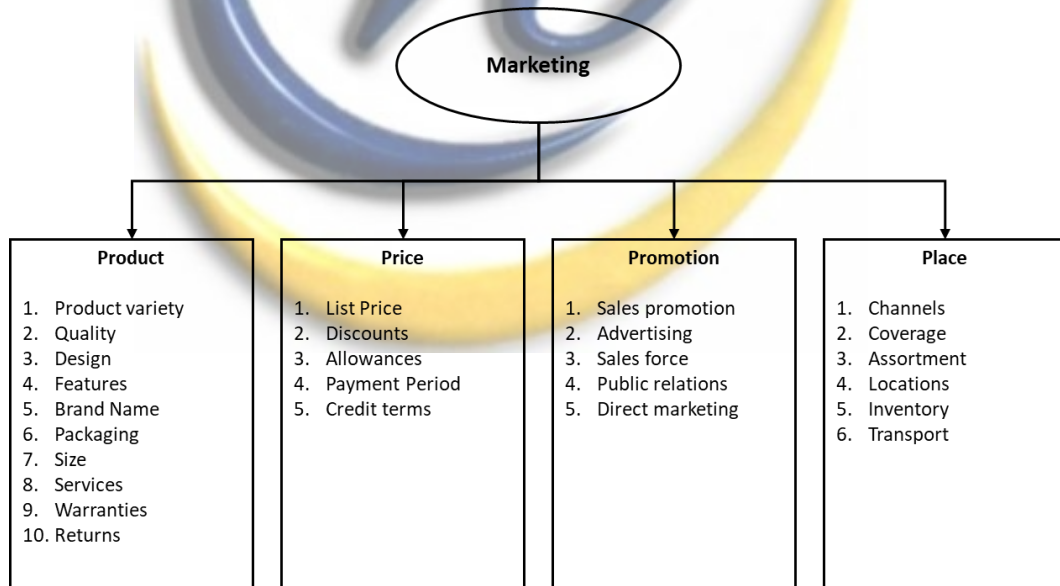 Marketing
Product
1. Product variety
2. Quality
3. Design
4. Features
5. Brand Name
6. Packaging
7. Size
8. Services
9. Warranties
10. Returns
Price
1. List Price
2. Discounts
3. Allowances
4. Payment Period
5. Credit terms
Promotion
1. Sales promotion
2. Advertising
3. Sales force
4. Public relations
5. Direct marketing
Place
1. Channels
2. Coverage
3. Assortment
4. Locations
5. Inventory
6. Transport